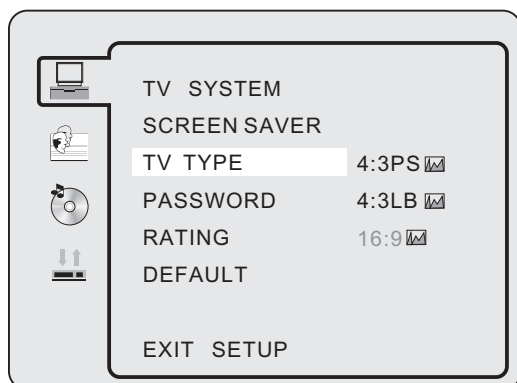 TV SYSTEM
SCREEN SAVER
TV TYPE 4:3PS
PASSWORD 4:3LB
RATING 16:9
DEFAULT
EXIT SETUP